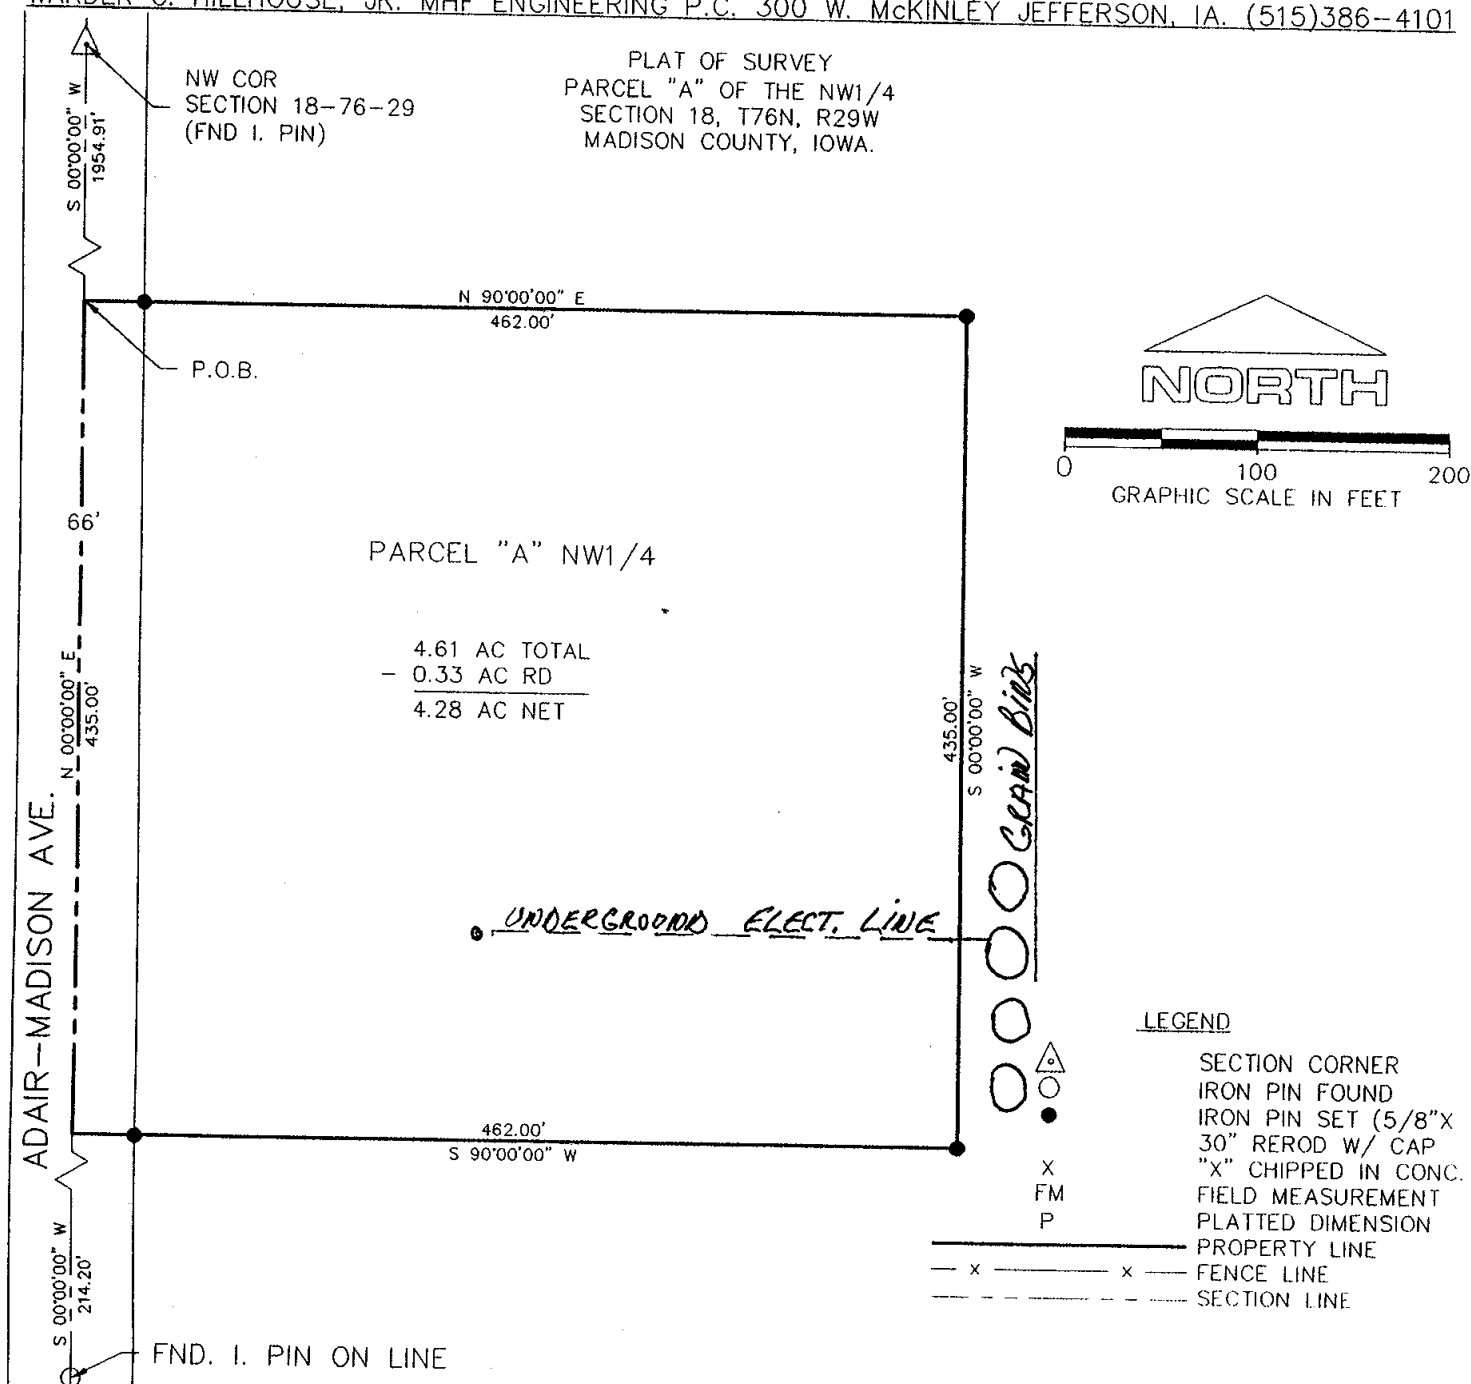 WARDER C. HILLHOUSE, JR. MHF ENGINEERING P.C. 300 W. McKINLEY JEFFERSON, IA. (515)386-4101
PLAT OF SURVEY
PARCEL "A" OF THE NW1/4
SECTION 18, T76N, R29W
MADISON COUNTY, IOWA.
NW COR
SECTION 18-76-29
(FND I. PIN)
S 00°00'00" W
1954.91'
N 90°00'00" E
462.00'
P.O.B.
NORTH
0 100 200
GRAPHIC SCALE IN FEET
66'
PARCEL "A" NW1/4
4.61 AC TOTAL
- 0.33 AC RD
4.28 AC NET
N 00°00'00" E
435.00'
435.00'
S 00°00'00" W
GRAIN BINS
ADAIR-MADISON AVE.
UNDERGROUND ELECT. LINE
462.00'
S 90°00'00" W
LEGEND
SECTION CORNER
IRON PIN FOUND
IRON PIN SET (5/8"X
30" REROD W/ CAP
X "X" CHIPPED IN CONC.
FM FIELD MEASUREMENT
P PLATTED DIMENSION
PROPERTY LINE
x x FENCE LINE
SECTION LINE
S 00°00'00" W
214.20'
FND. I. PIN ON LINE